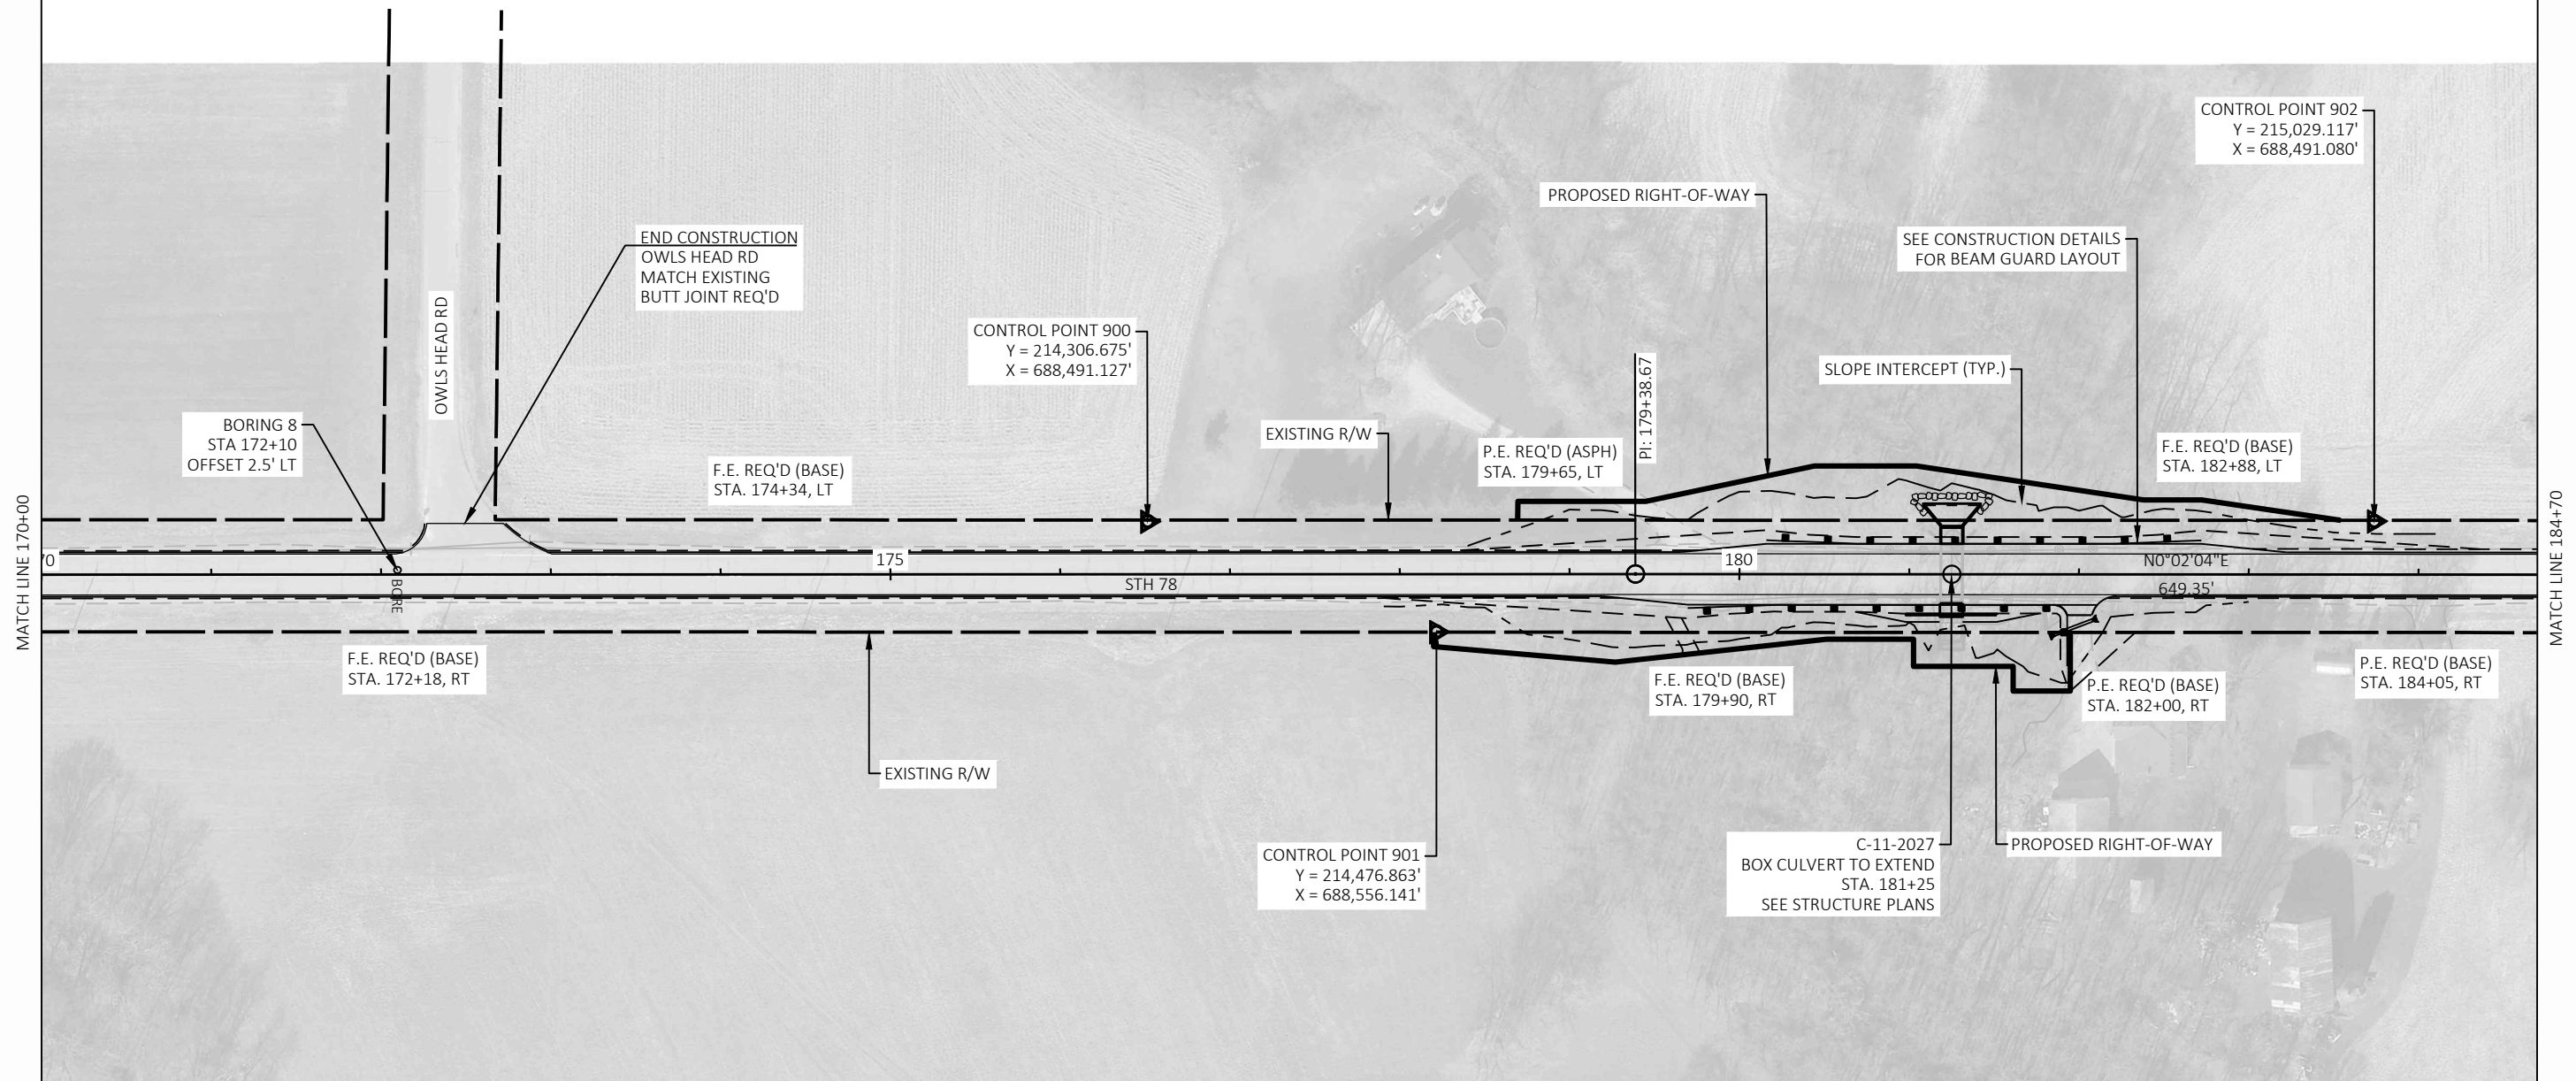 CONTROL POINT 902
Y = 215,029.117'
X = 688,491.080'
PROPOSED RIGHT-OF-WAY
END CONSTRUCTION
OWLS HEAD RD
MATCH EXISTING
BUTT JOINT REQ'D
SEE CONSTRUCTION DETAILS
FOR BEAM GUARD LAYOUT
OWLS HEAD RD
CONTROL POINT 900
Y = 214,306.675'
X = 688,491.127'
PI: 179+38.67
SLOPE INTERCEPT (TYP.)
BORING 8
STA 172+10
OFFSET 2.5' LT
EXISTING R/W
F.E. REQ'D (BASE)
STA. 174+34, LT
P.E. REQ'D (ASPH)
STA. 179+65, LT
F.E. REQ'D (BASE)
STA. 182+88, LT
MATCH LINE 170+00
MATCH LINE 184+70
70
175
180
N0°02'04"E
BORE
STH 78
649.35'
F.E. REQ'D (BASE)
STA. 172+18, RT
F.E. REQ'D (BASE)
STA. 179+90, RT
P.E. REQ'D (BASE)
STA. 182+00, RT
P.E. REQ'D (BASE)
STA. 184+05, RT
EXISTING R/W
CONTROL POINT 901
Y = 214,476.863'
X = 688,556.141'
C-11-2027
BOX CULVERT TO EXTEND
STA. 181+25
SEE STRUCTURE PLANS
PROPOSED RIGHT-OF-WAY